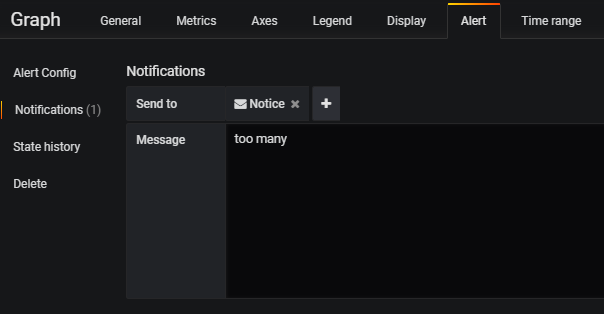 Graph General Metrics Axes Legend Display Alert Time range
Alert Config
Notifications (1)
State history
Delete
Notifications
Send to Notice
Message too many